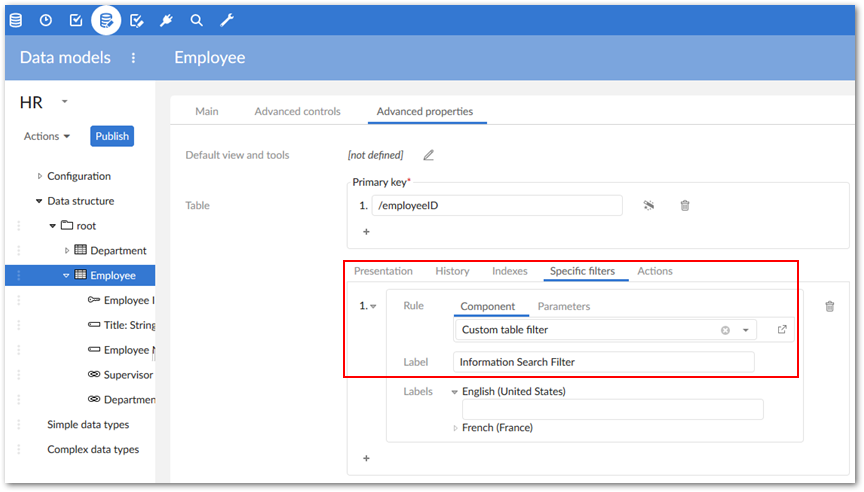 Data models
Employee
HR
Actions
Publish
Configuration
Data structure
root
Department
Employee
Employee I
Title: String
Employee
Supervisor
Departmen
Simple data types
Complex data types
Main
Advanced controls
Advanced properties
Default view and tools
[not defined]
Table
Primary key*
1. /employeeID
Presentation
History
Indexes
Specific filters
Actions
1.
Rule
Component
Parameters
Custom table filter
Label
Information Search Filter
Labels
English (United States)
French (France)